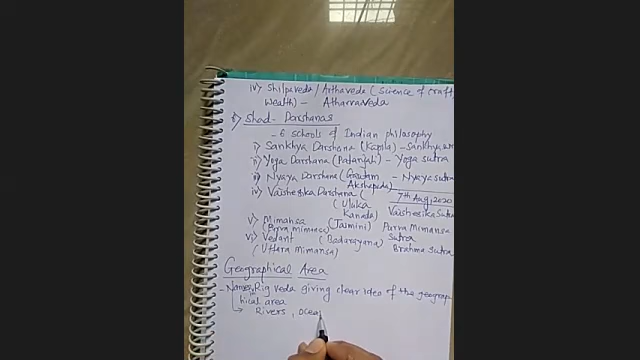 iv) Shilpaveda / Arthaveda (Science of craft/
Wealth) - Atharvaveda
Shad-Darshanas
- 6 schools of Indian philosophy
i) Sankhya Darshana (Kapila) - Sankhya
ii) Yoga Darshana (Patanjali) - Yoga sutra
iii) Nyaya Darshana (Gautam - Nyaya sutra
Akshapada)
iv) Vaisheshika Darshana (
7th Aug, 2020
(Uluka Vaishesika Sutra
Kanada)
v) Mimansa (Jaimini) Purva Mimansa
(Purva mimansa) Sutra
vi) Vedant (Badarayana) Brahma Sutra
(Uttara Mimansa)
Geographical Area
- Names, Rig veda giving clear idea of the geograp
hical area
→ Rivers, Ocea